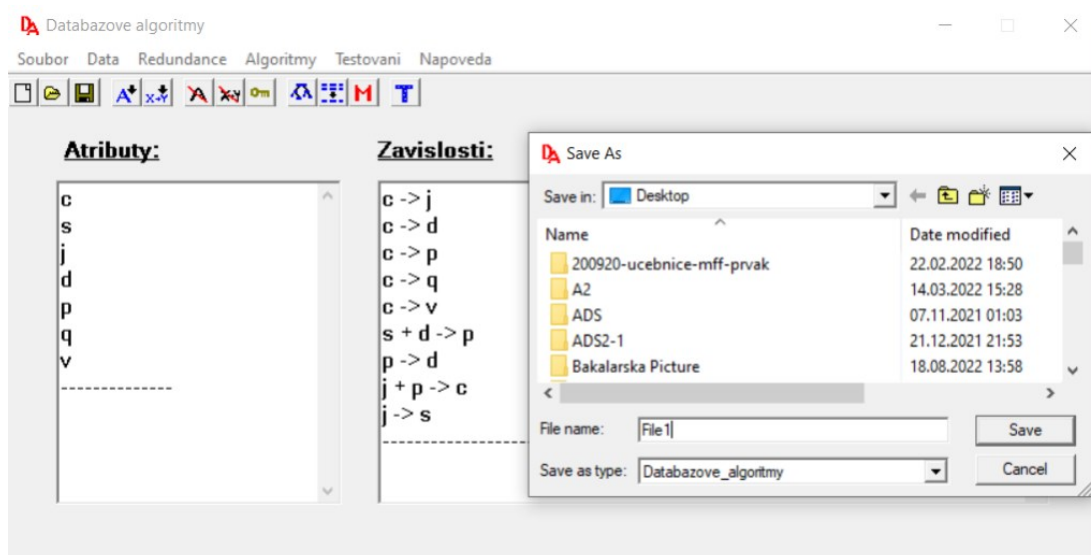 Databazove algoritmy
Soubor Data Redundance Algoritmy Testovani Napoveda
Atributy:
c
s
j
d
p
q
v
--------------
Zavislosti:
c -> j
c -> d
c -> p
c -> q
c -> v
s + d -> p
p -> d
j + p -> c
j -> s
------------------
Save As
Save in: Desktop
Name Date modified
200920-ucebnice-mff-prvak 22.02.2022 18:50
A2 14.03.2022 15:28
ADS 07.11.2021 01:03
ADS2-1 21.12.2021 21:53
Bakalarska Picture 18.08.2022 13:58
File name: File1 Save
Save as type: Databazove_algoritmy Cancel